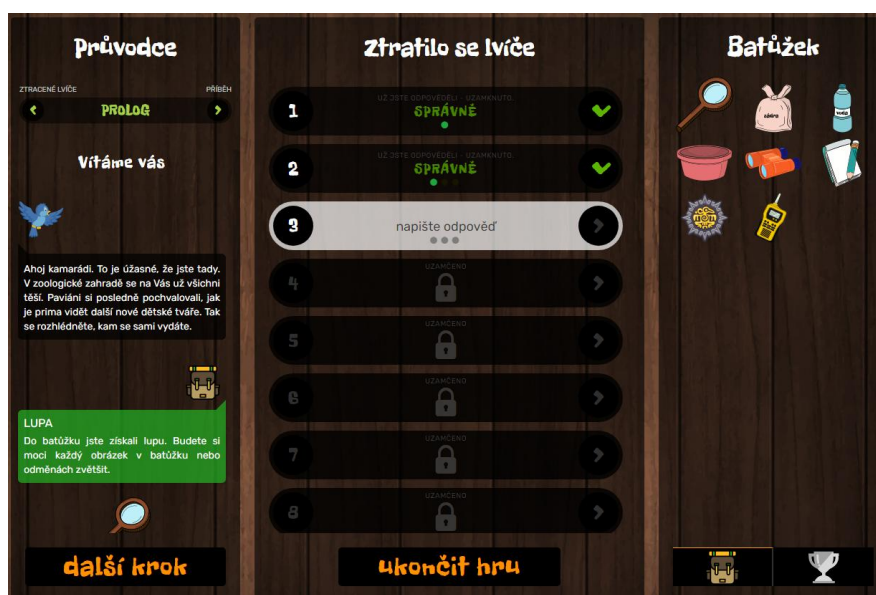 Průvodce
ZTRACENÉ LVÍČE
PŘÍBĚH
PROLOG
Vítáme vás
Ahoj kamarádi. To je úžasné, že jste tady.
V zoologické zahradě se na Vás už všichni
těší. Paviáni si posledně pochvalovali, jak
je prima vidět další nové dětské tváře. Tak
se rozhlédněte, kam se sami vydáte.
LUPA
Do batůžku jste získali lupu. Budete si
moci každý obrázek v batůžku nebo
odměnách zvětšit.
další krok
Ztratilo se lvíče
UŽ JSTE ODPOVĚDĚLI - UZAMKNUTO.
1 SPRÁVNĚ
UŽ JSTE ODPOVĚDĚLI - UZAMKNUTO.
2 SPRÁVNĚ
3 napište odpověď
UZAMČENO
4
UZAMČENO
5
UZAMČENO
6
UZAMČENO
7
UZAMČENO
8
ukončit hru
Batůžek